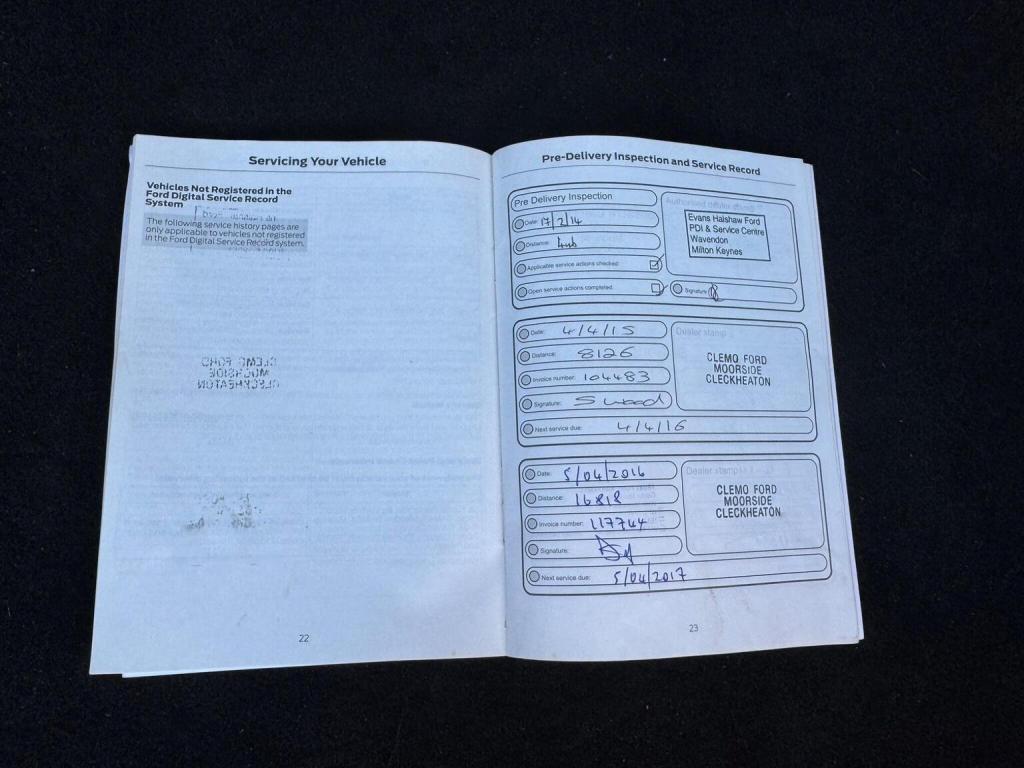 Servicing Your Vehicle
Vehicles Not Registered in the
Ford Digital Service Record
System
The following service history pages are
only applicable to vehicles not registered
in the Ford Digital Service Record system.
22
Pre-Delivery Inspection and Service Record
Pre Delivery Inspection
Authorised dealer stamp
Date: 17/2/14
Distance:
Evans Halshaw Ford
PDI & Service Centre
Wavendon
Milton Keynes
Applicable service actions checked
Open service actions completed.
Signature
Date: 4/4/15
Distance: 8126
Invoice number: 104483
Signature: S Wood
Next service due: 4/4/16
Dealer stamp
CLEMO FORD
MOORSIDE
CLECKHEATON
Date: 5/04/2016
Distance: 16818
Invoice number: 117744
Signature:
Next service due: 5/04/2017
Dealer stamp
CLEMO FORD
MOORSIDE
CLECKHEATON
23